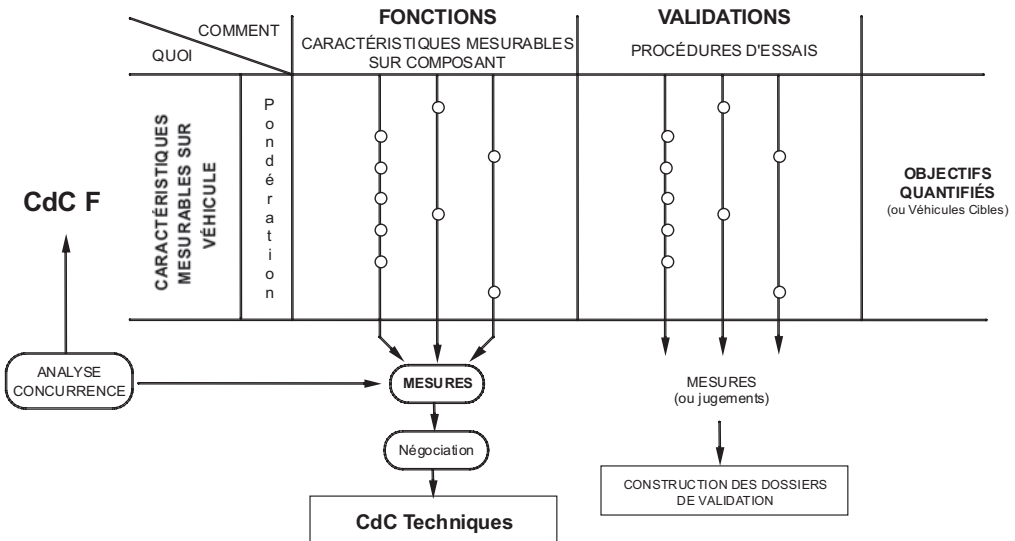 FONCTIONS
VALIDATIONS
COMMENT
QUOI
CARACTÉRISTIQUES MESURABLES
SUR COMPOSANT
PROCÉDURES D'ESSAIS
CdC F
CARACTÉRISTIQUES
MESURABLES SUR
VÉHICULE
Pondération
OBJECTIFS
QUANTIFIÉS
(ou Véhicules Cibles)
ANALYSE
CONCURRENCE
MESURES
MESURES
(ou jugements)
Négociation
CONSTRUCTION DES DOSSIERS
DE VALIDATION
CdC Techniques